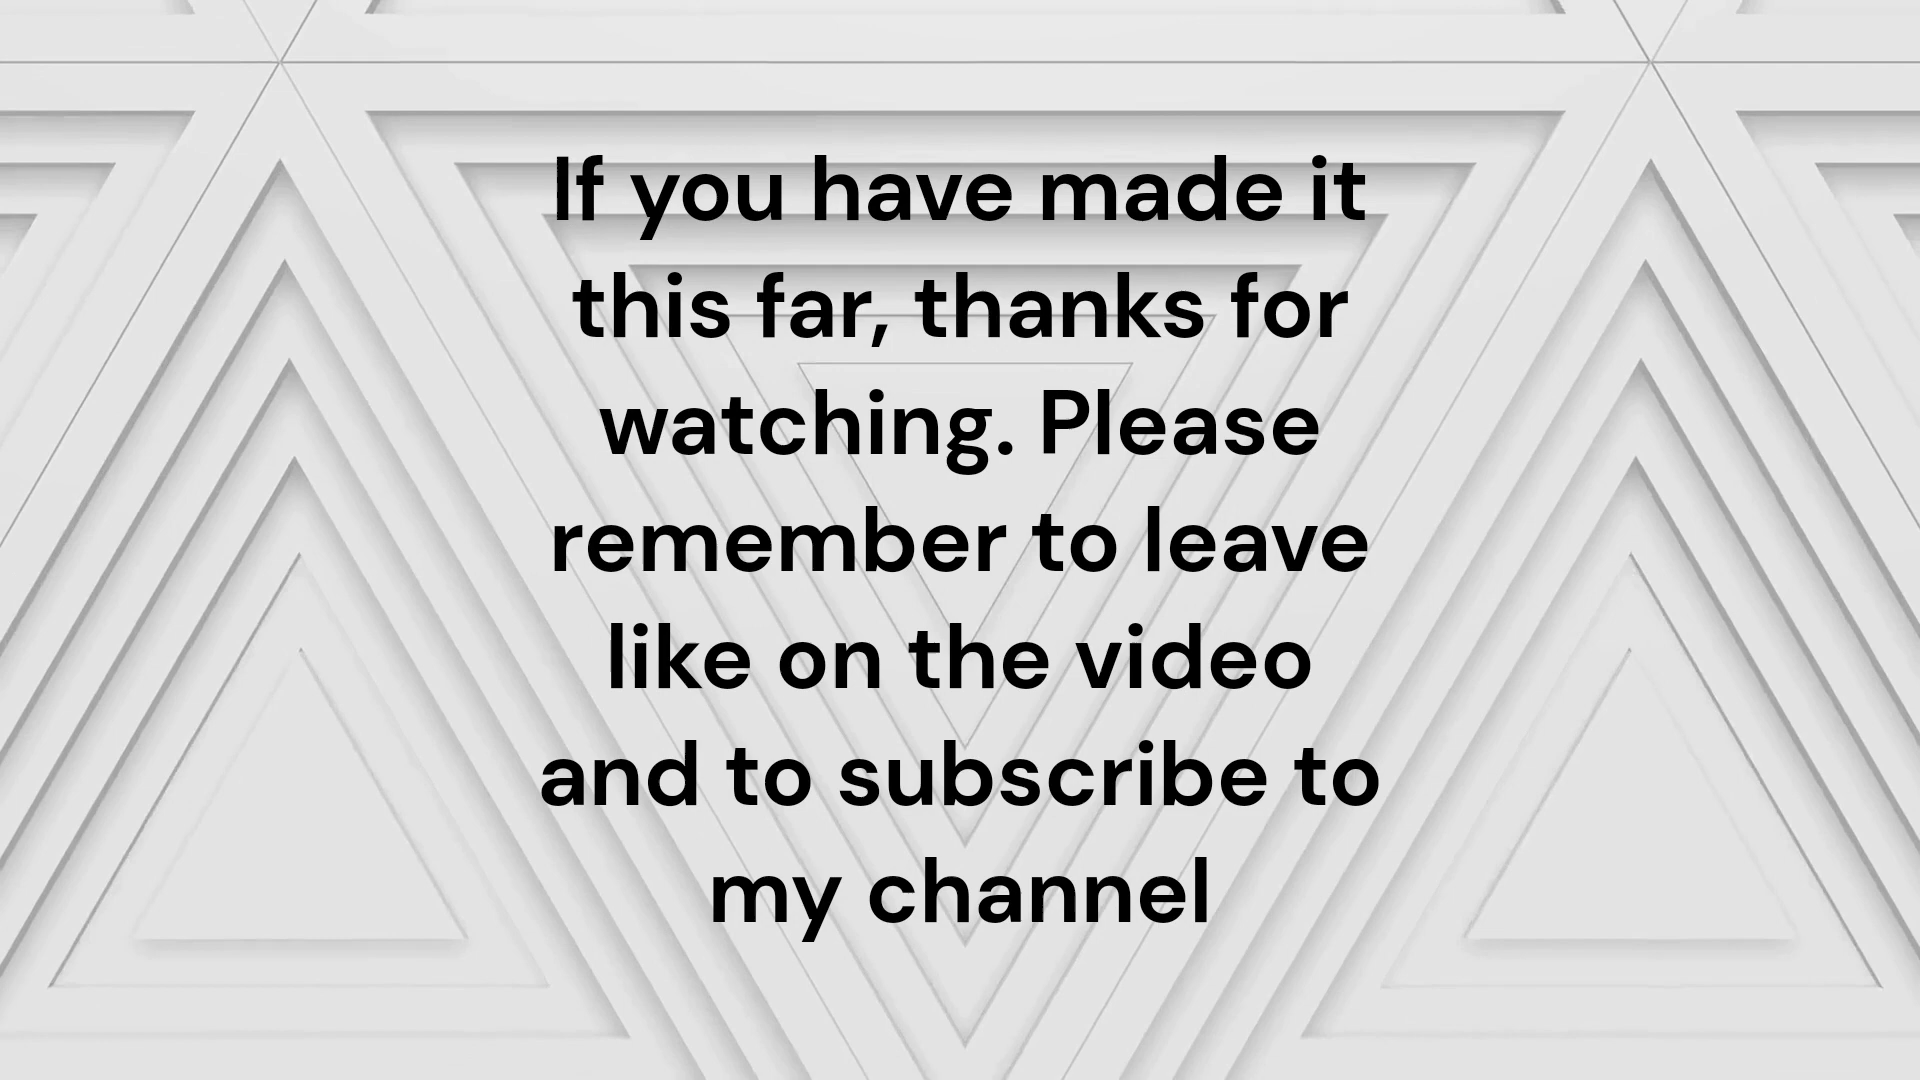 If you have made it
this far, thanks for
watching. Please
remember to leave
like on the video
and to subscribe to
my channel